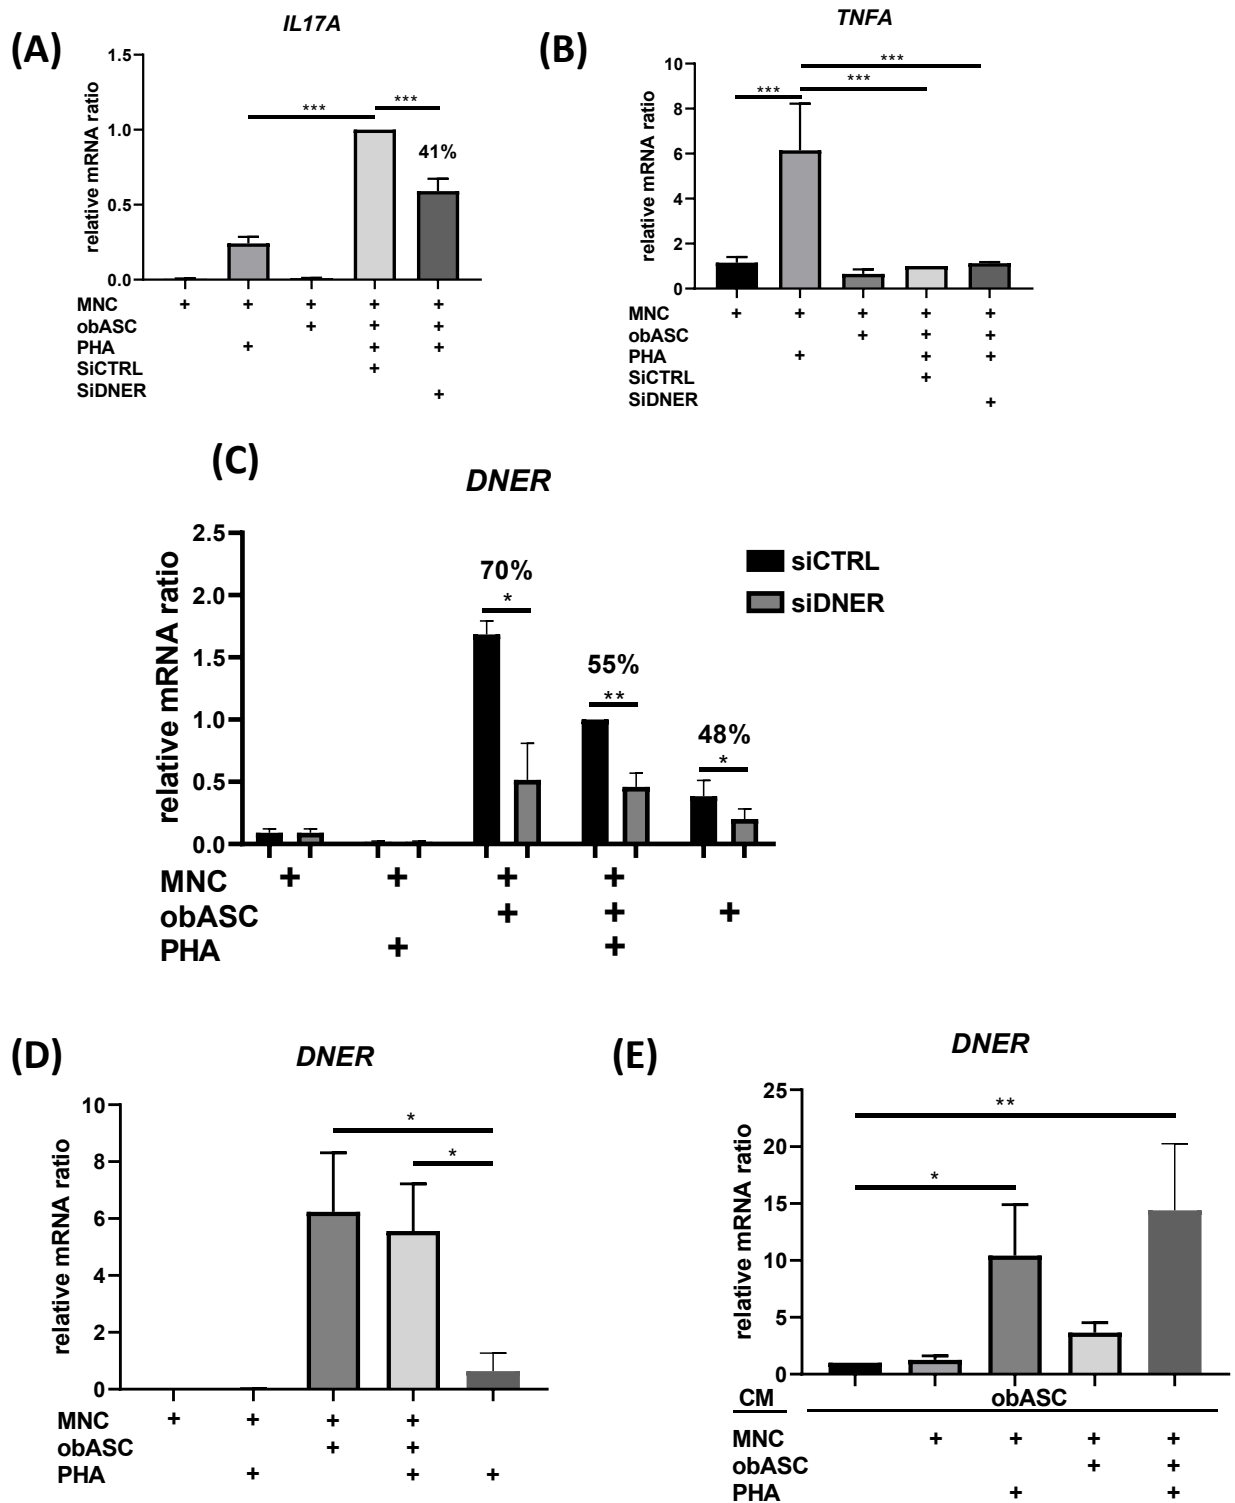 (A)
IL17A
relative mRNA ratio
1.5
1.0
0.5
0.0
***
***
41%
MNC + + + + +
obASC + + +
PHA + + +
SiCTRL +
SiDNER +
(B)
TNFA
relative mRNA ratio
10
8
6
4
2
0
***
***
***
MNC + + + + +
obASC + + +
PHA + + +
SiCTRL +
SiDNER +
(C)
DNER
relative mRNA ratio
2.5
2.0
1.5
1.0
0.5
0.0
70%
*
55%
**
48%
*
siCTRL
siDNER
MNC + + + +
obASC + + +
PHA + +
(D)
DNER
relative mRNA ratio
10
8
6
4
2
0
*
*
MNC + + + +
obASC + +
PHA + + +
(E)
DNER
relative mRNA ratio
25
20
15
10
5
0
**
*
CM obASC
MNC + + + +
obASC + +
PHA + +